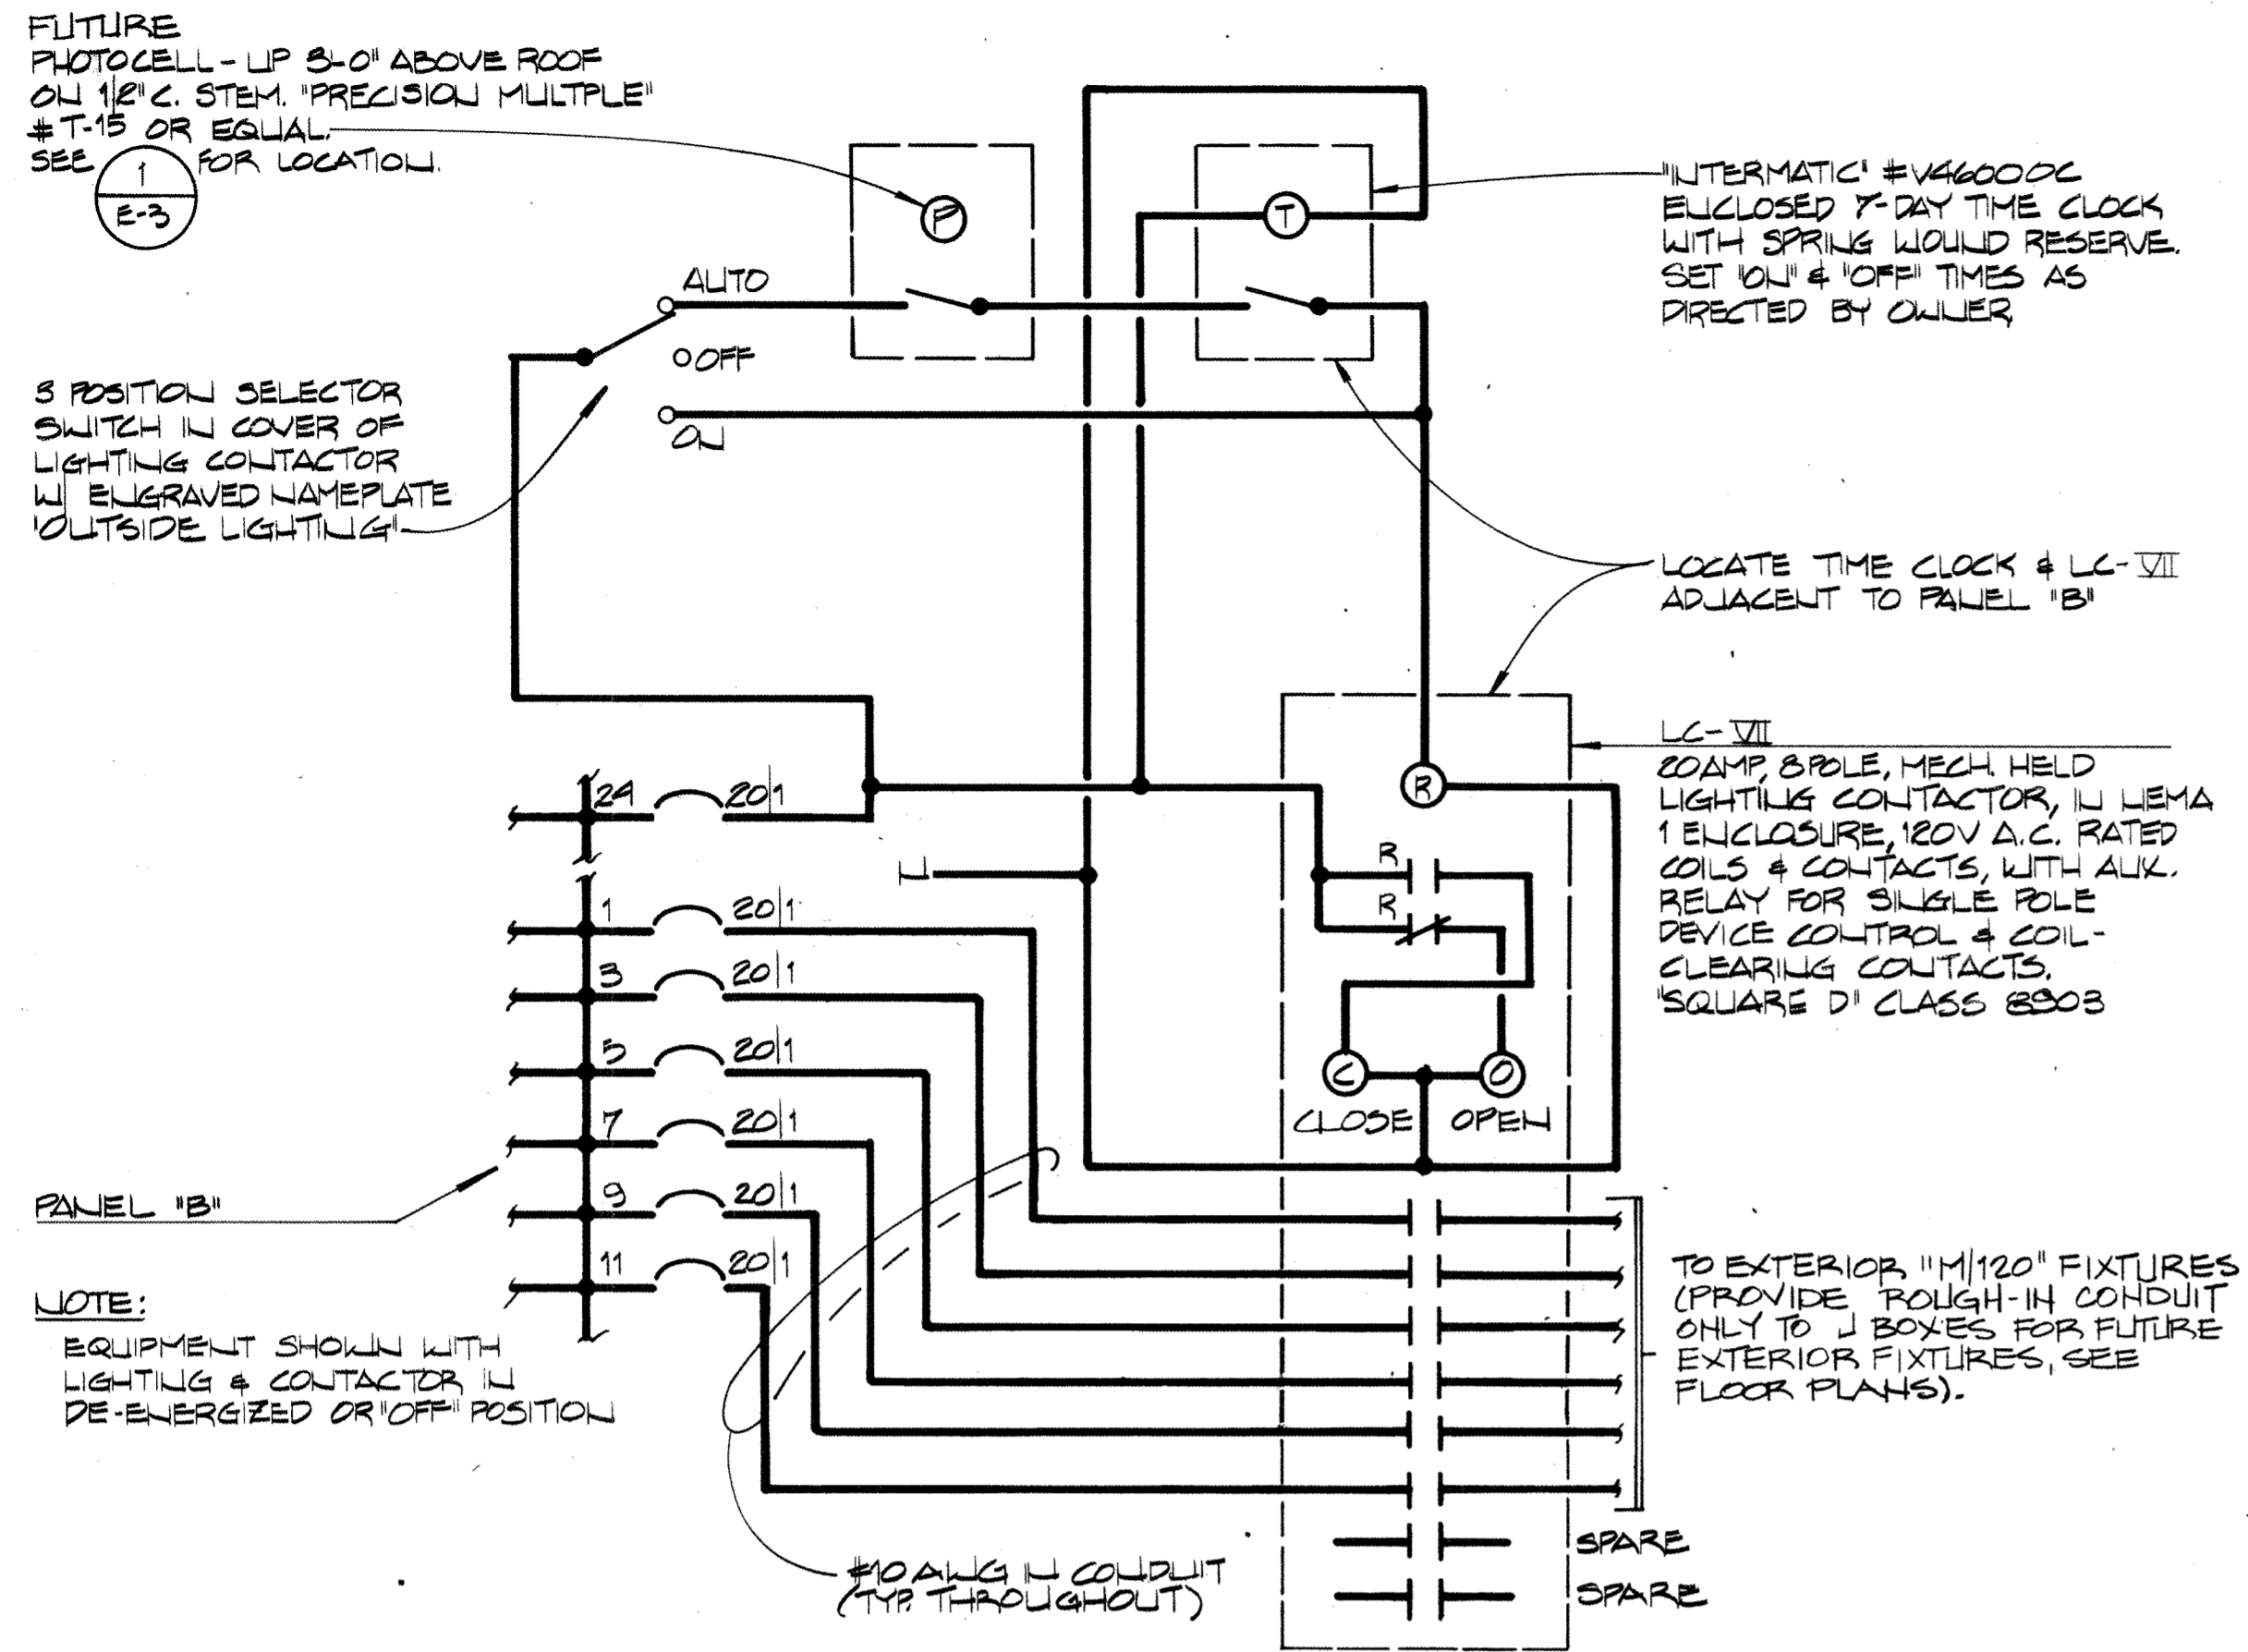 FUTURE
PHOTOCELL - UP 3'-0" ABOVE ROOF
ON 1/2" C. STEM. "PRECISION MULTPLE"
# T-15 OR EQUAL.
SEE 1 / E-3 FOR LOCATION.
P
T
"INTERMATIC" #V46000C
ENCLOSED 7-DAY TIME CLOCK
WITH SPRING WOUND RESERVE.
SET "ON" & "OFF" TIMES AS
DIRECTED BY OWNER.
AUTO
OFF
ON
3 POSITION SELECTOR
SWITCH IN COVER OF
LIGHTING CONTACTOR
W/ ENGRAVED NAMEPLATE
"OUTSIDE LIGHTING"
LOCATE TIME CLOCK & LC-VII
ADJACENT TO PANEL "B"
LC-VII
20 AMP, 8 POLE, MECH. HELD
LIGHTING CONTACTOR, IN NEMA
1 ENCLOSURE, 120V A.C. RATED
COILS & CONTACTS, WITH AUX.
RELAY FOR SINGLE POLE
DEVICE CONTROL & COIL-
CLEARING CONTACTS.
"SQUARE D" CLASS 8903
24 20/1
R
N
R
R
1 20/1
3 20/1
5 20/1
7 20/1
9 20/1
11 20/1
C
O
CLOSE
OPEN
PANEL "B"
NOTE:
EQUIPMENT SHOWN WITH
LIGHTING & CONTACTOR IN
DE-ENERGIZED OR "OFF" POSITION
TO EXTERIOR "M/120" FIXTURES
(PROVIDE ROUGH-IN CONDUIT
ONLY TO J BOXES FOR FUTURE
EXTERIOR FIXTURES, SEE
FLOOR PLANS).
#10 AWG IN CONDUIT
(TYP. THROUGHOUT)
SPARE
SPARE